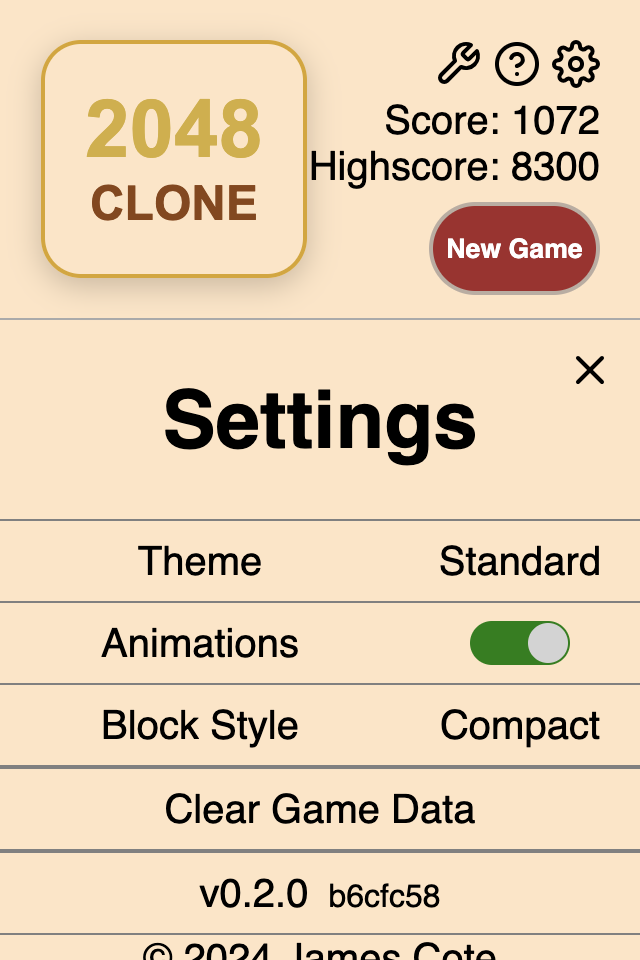 2048
CLONE
Score: 1072
Highscore: 8300
New Game
Settings
Theme Standard
Animations
Block Style Compact
Clear Game Data
v0.2.0 b6cfc58
© 2024 James Cote